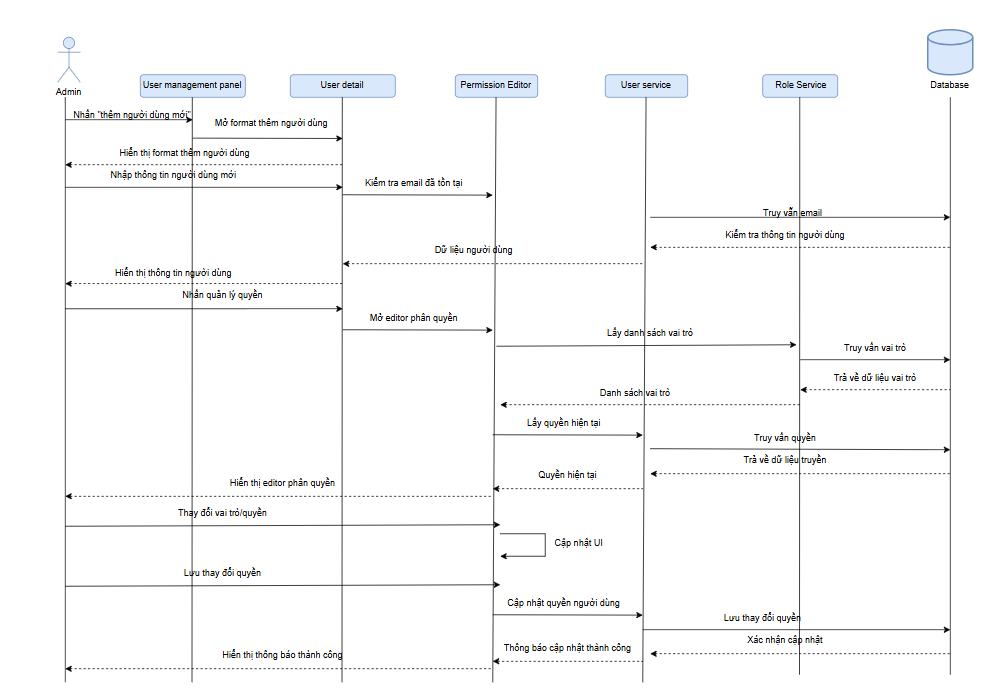 Admin
User management panel
User detail
Permission Editor
User service
Role Service
Database
Nhấn "thêm người dùng mới"
Mở format thêm người dùng
Hiển thị format thêm người dùng
Nhập thông tin người dùng mới
Kiểm tra email đã tồn tại
Truy vấn email
Kiểm tra thông tin người dùng
Dữ liệu người dùng
Hiển thị thông tin người dùng
Nhấn quản lý quyền
Mở editor phân quyền
Lấy danh sách vai trò
Truy vấn vai trò
Trả về dữ liệu vai trò
Danh sách vai trò
Lấy quyền hiện tại
Truy vấn quyền
Trả về dữ liệu truyền
Quyền hiện tại
Hiển thị editor phân quyền
Thay đổi vai trò/quyền
Cập nhật UI
Lưu thay đổi quyền
Cập nhật quyền người dùng
Lưu thay đổi quyền
Xác nhận cập nhật
Thông báo cập nhật thành công
Hiển thị thông báo thành công